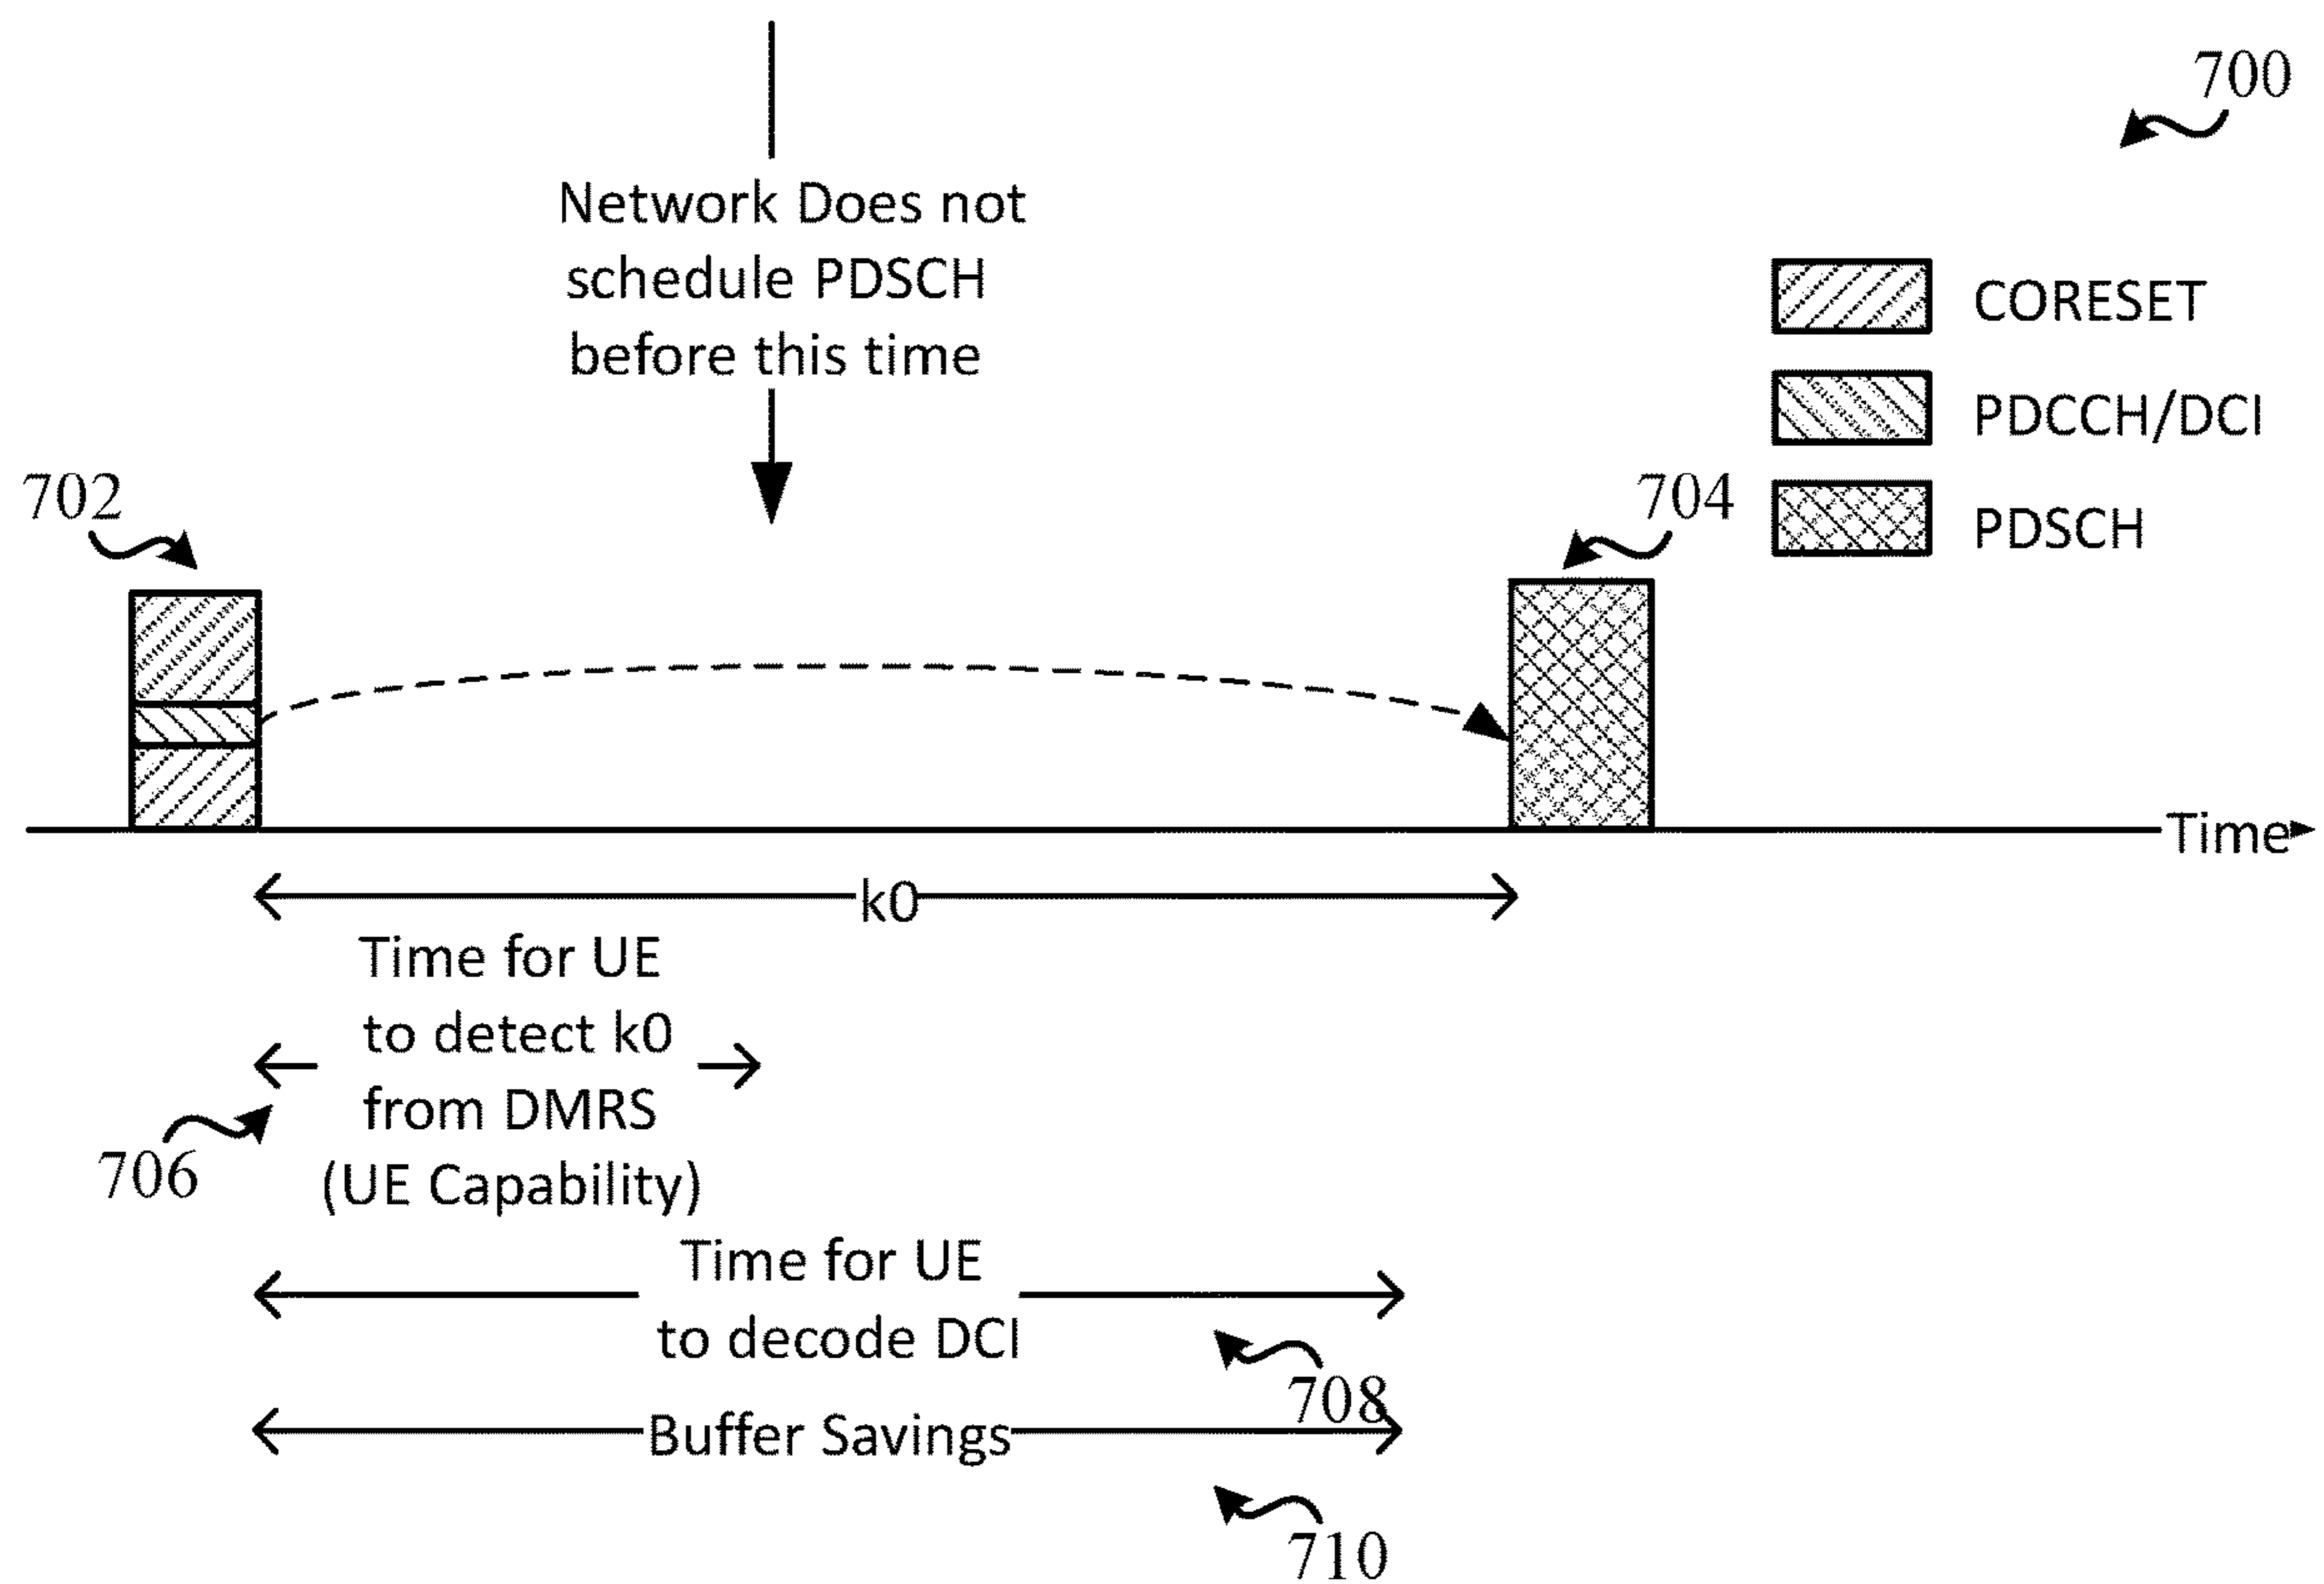 700
Network Does not
schedule PDSCH
before this time
CORESET
PDCCH/DCI
PDSCH
702
704
Time
k0
Time for UE
to detect k0
from DMRS
(UE Capability)
706
Time for UE
to decode DCI
708
Buffer Savings
710